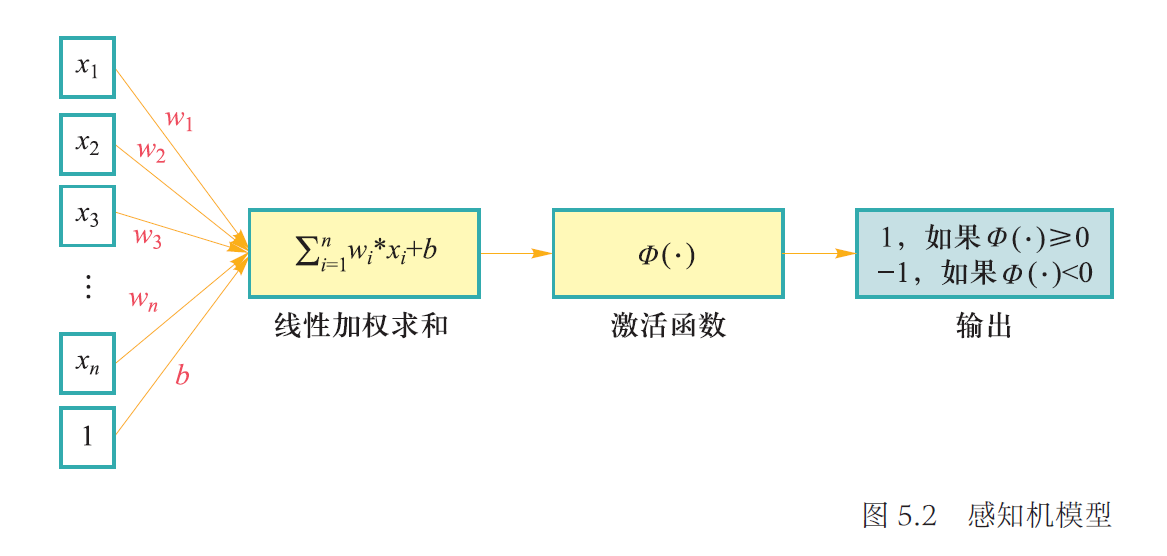 x1
w1
x2
w2
x3
w3
⋮
wn
xn
b
1
∑ⁿᵢ₌₁wi*xi+b
线性加权求和
Φ(·)
激活函数
1，如果Φ(·)≥0
−1，如果Φ(·)<0
输出
图 5.2 感知机模型